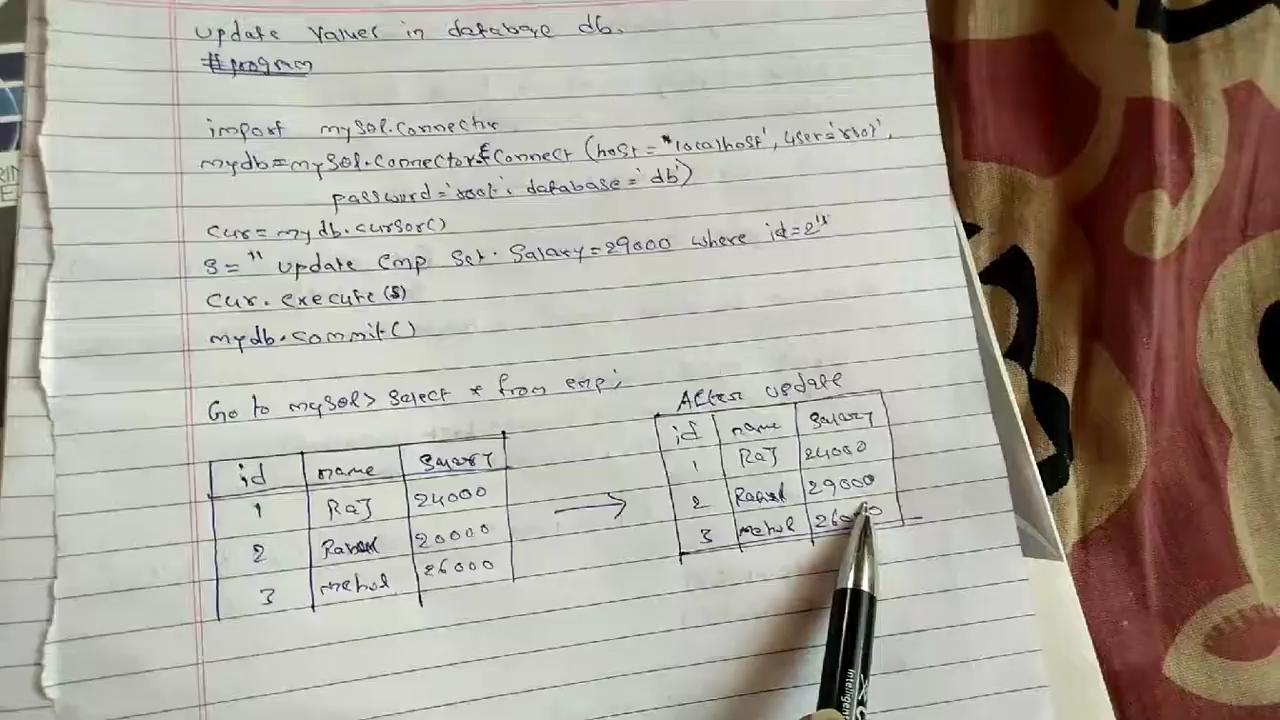 Update values in database db.
#program
import mysql.connector
mydb=mysql.connector.connect (host='localhost', user='root',
password='root', database='db')
cur=mydb.cursor()
s=" update emp set salary=29000 where id=2"
cur.execute(s)
mydb.commit()
Go to mysql> select * from emp;
After update
id name salary
1 Raj 24000
2 20000
3 mehul 26000
id name salary
1 Raj 24000
2 29000
3 mehul 26000